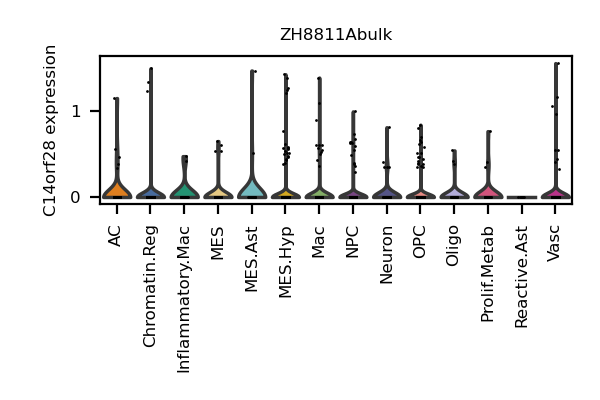 ZH8811Abulk
C14orf28 expression
1
0
AC
Chromatin.Reg
Inflammatory.Mac
MES
MES.Ast
MES.Hyp
Mac
NPC
Neuron
OPC
Oligo
Prolif.Metab
Reactive.Ast
Vasc